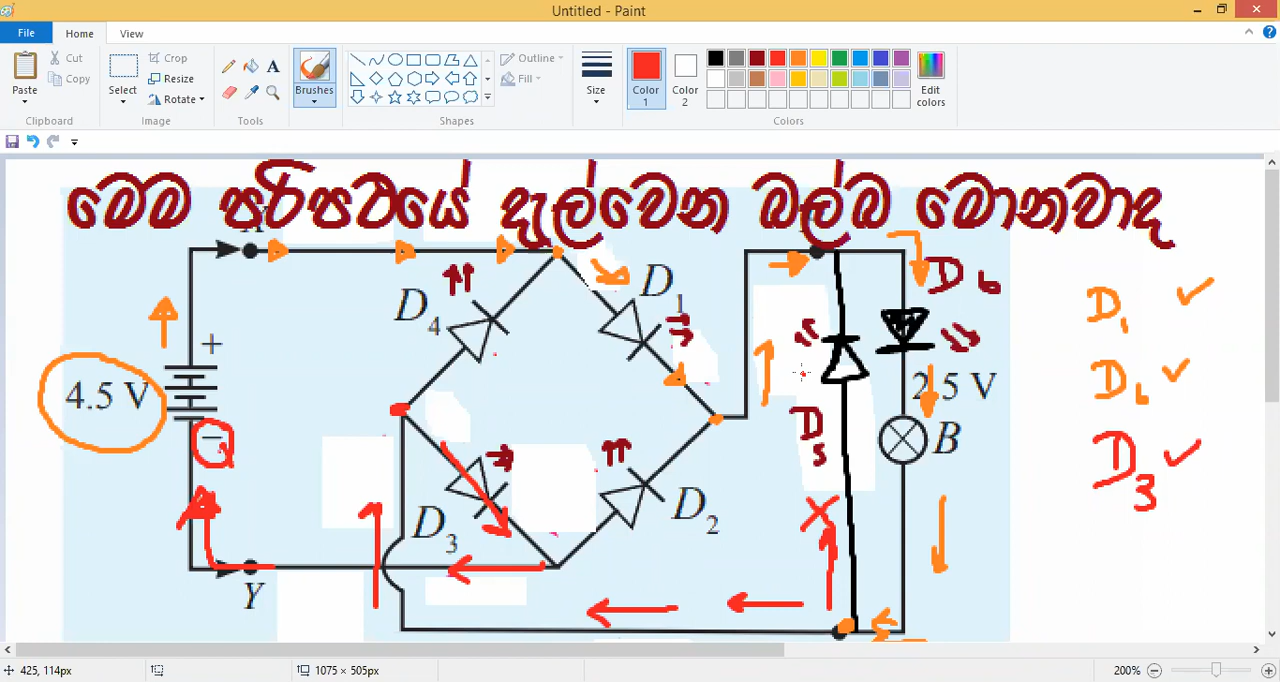 Untitled - Paint
File Home View
Paste Cut Copy Select Crop Resize Rotate Brushes Outline Fill Size Color 1 Color 2 Edit colors
Clipboard Image Tools Shapes Colors
මෙම පරිපථයේ දැල්වෙන බල්බ මොනවාද
D4 D1 D6
D1 ✓
4.5 V + 2.5 V
D6 ✓
− D5 B
D3 ✓
D3 D2
Y
425, 114px 1075 × 505px 200%